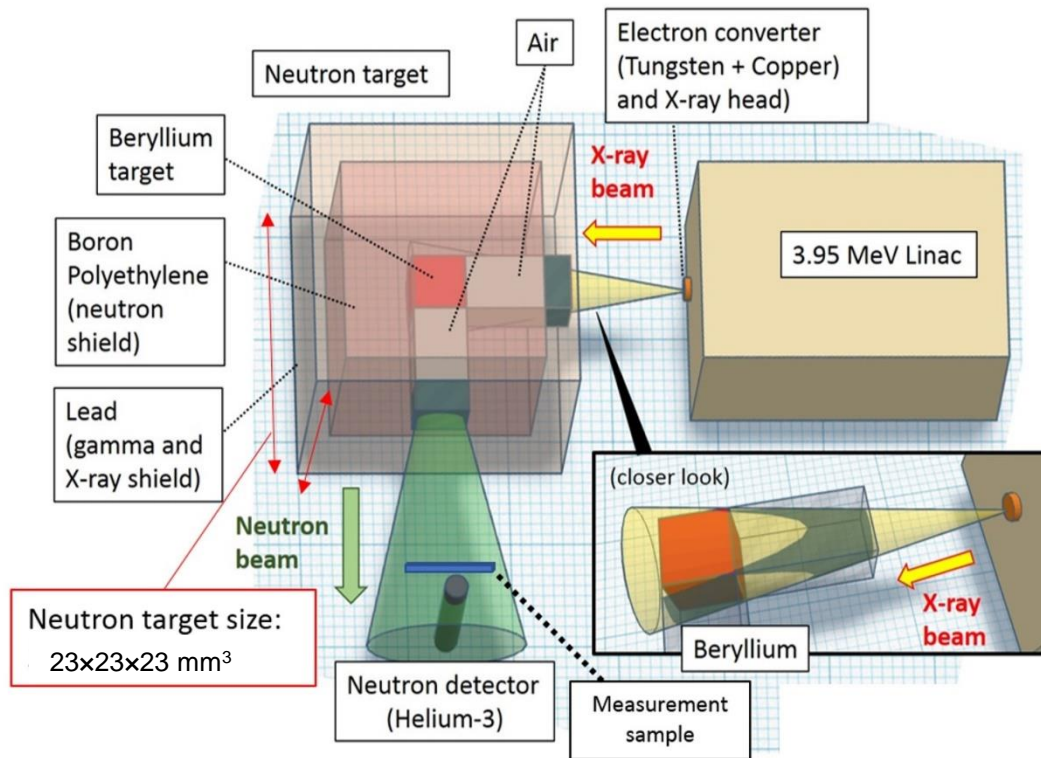 Air
Neutron target
Electron converter
(Tungsten + Copper)
and X-ray head)
Beryllium
target
X-ray
beam
Boron
Polyethylene
(neutron
shield)
3.95 MeV Linac
Lead
(gamma and
X-ray shield)
(closer look)
Neutron
beam
X-ray
beam
Neutron target size:
23×23×23 mm³
Beryllium
Neutron detector
(Helium-3)
Measurement
sample